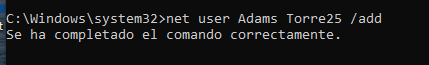 C:\Windows\system32>net user Adams Torre25 /add
Se ha completado el comando correctamente.